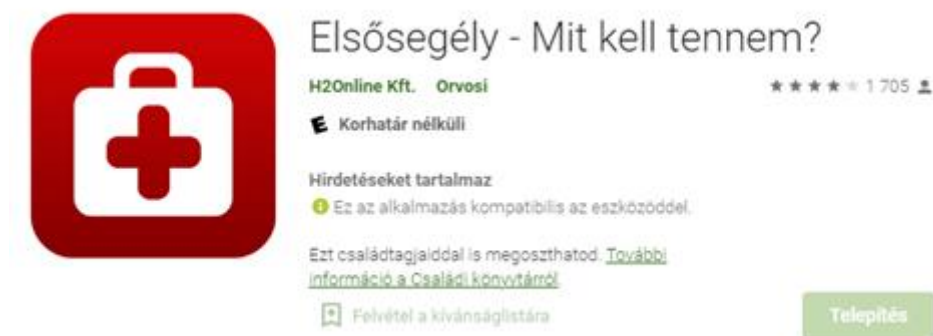 Elsősegély - Mit kell tennem?
H2Online Kft. Orvosi 1 705
E Korhatár nélküli
Hirdetéseket tartalmaz
Ez az alkalmazás kompatibilis az eszközöddel.
Ezt családtagjaiddal is megoszthatod. További
információ a Családi könyvtárról.
Felvétel a kívánságlistára
Telepítés